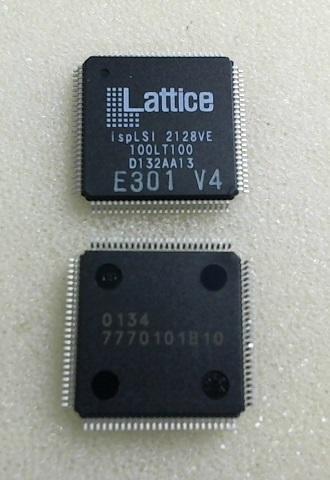 Lattice
ispLSI 2128VE
100LT100
D132AA13
E301 V4
0134
7770101B10